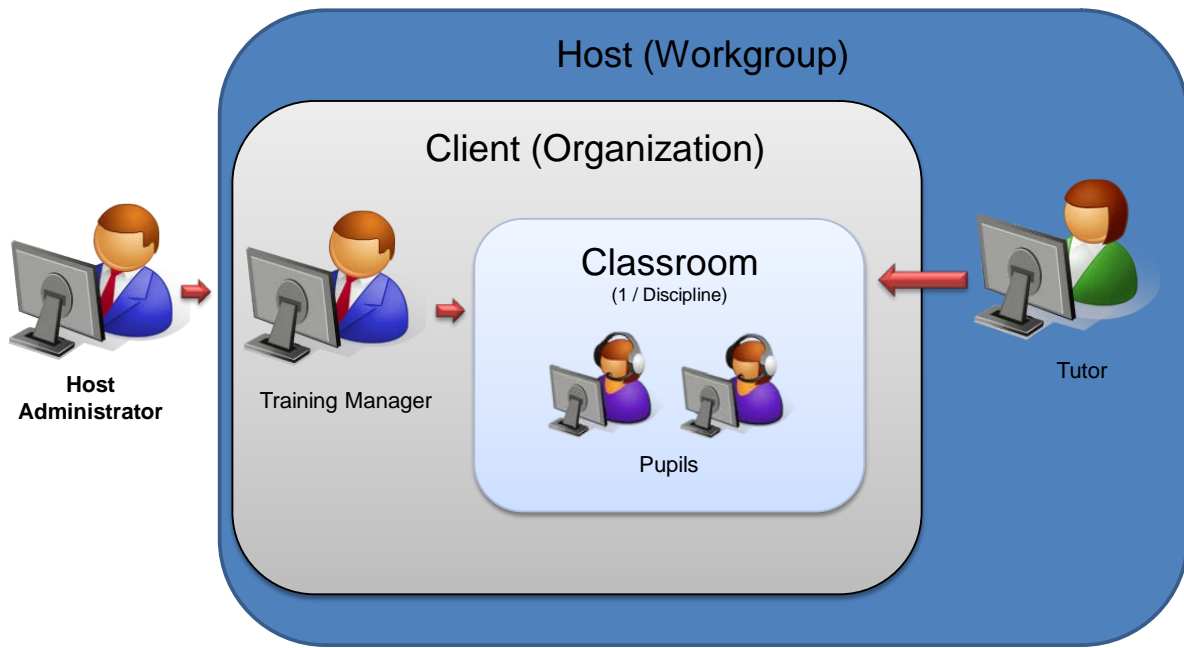 Host (Workgroup)
Client (Organization)
Classroom
(1 / Discipline)
Host
Administrator
Training Manager
Pupils
Tutor